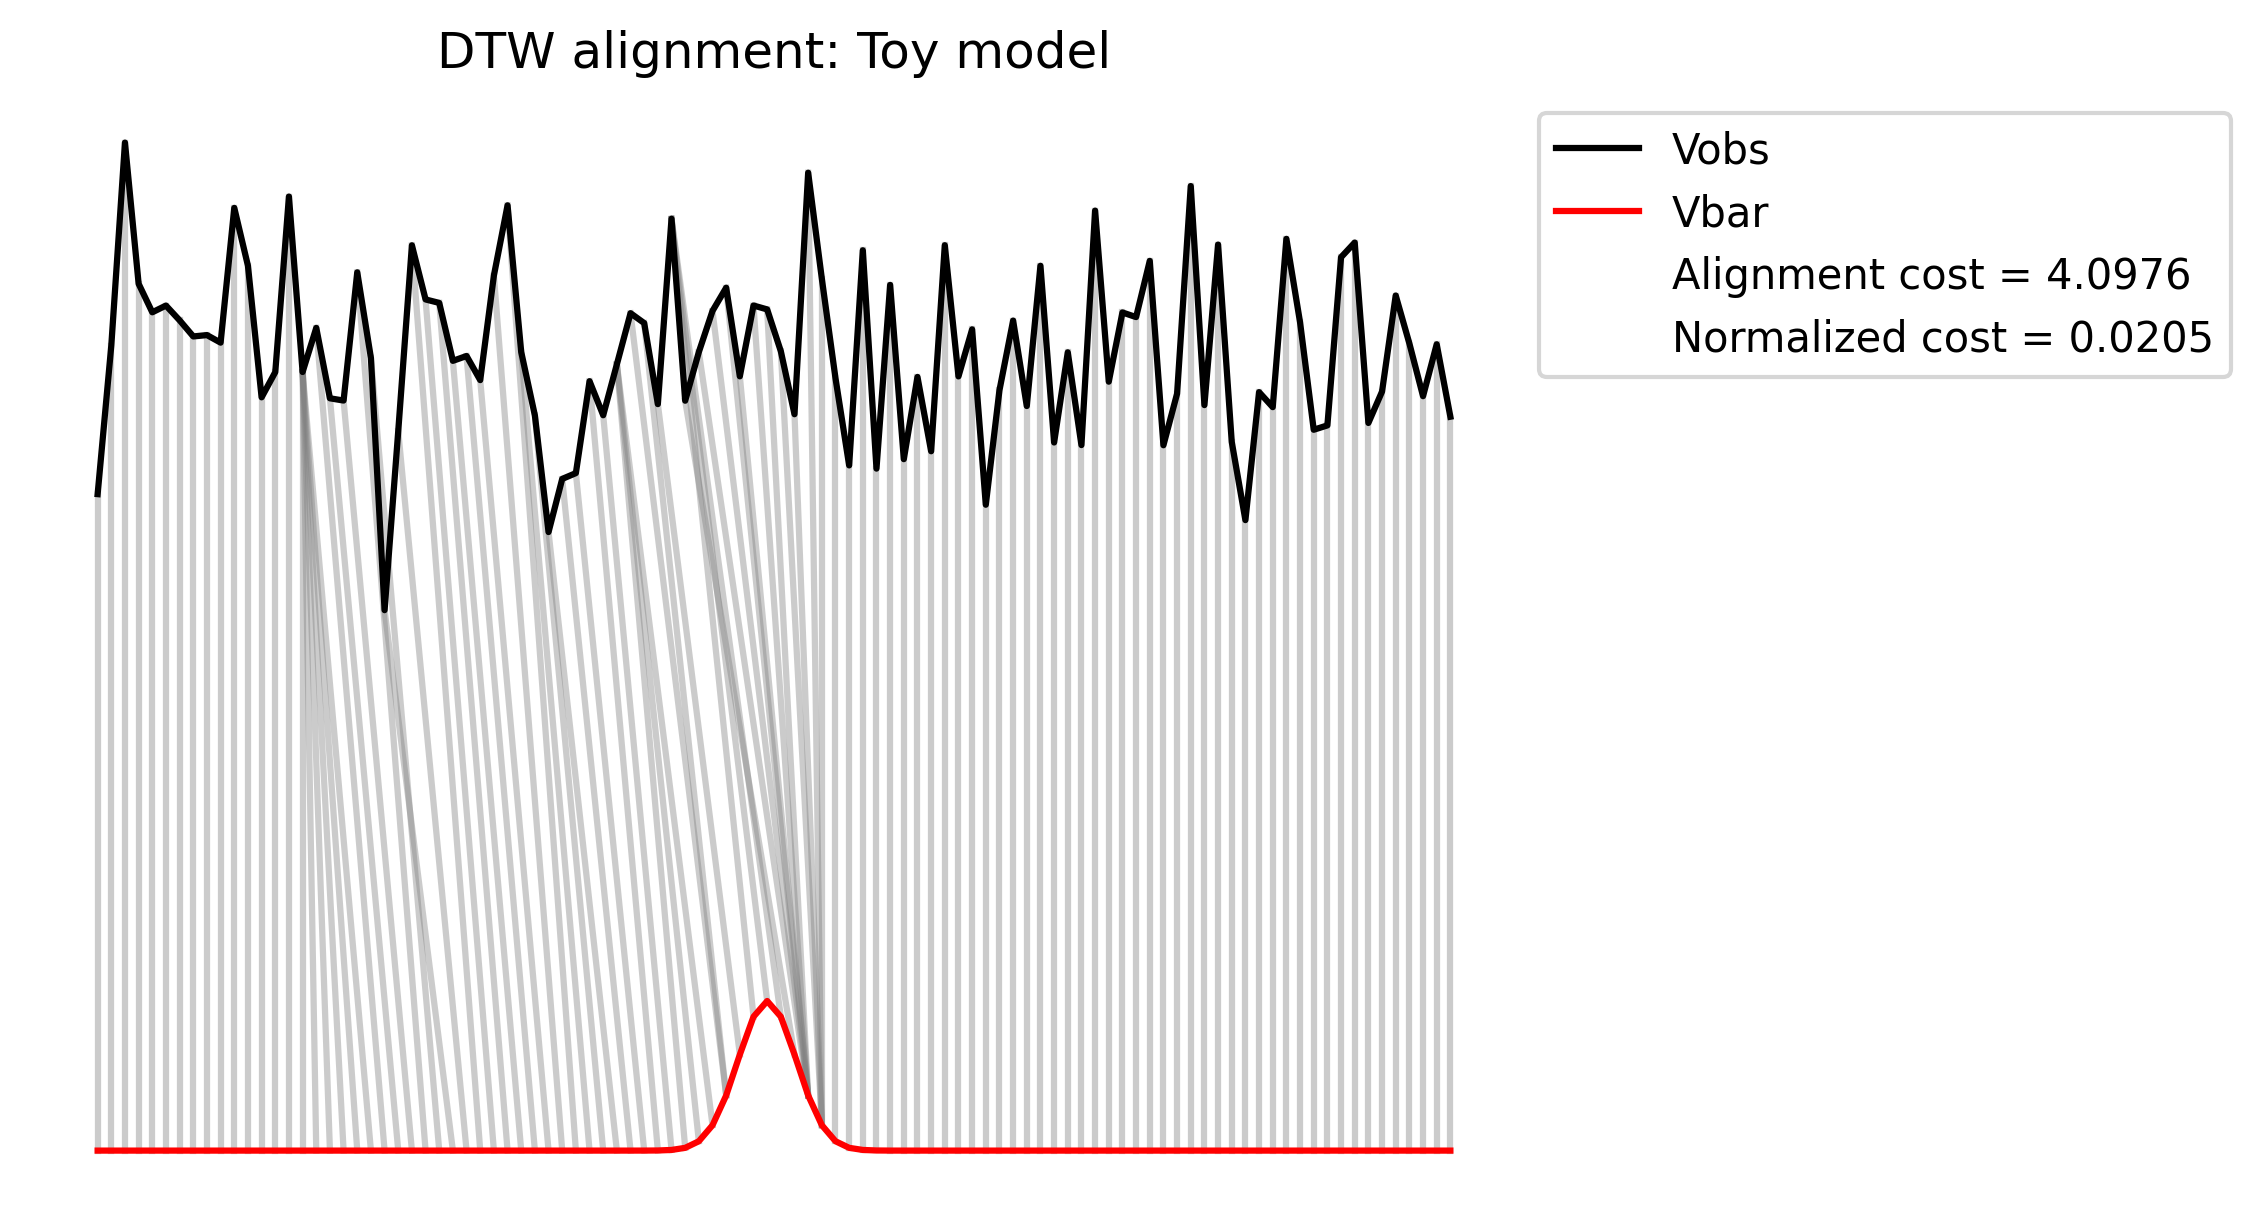 DTW alignment: Toy model
Vobs
Vbar
Alignment cost = 4.0976
Normalized cost = 0.0205